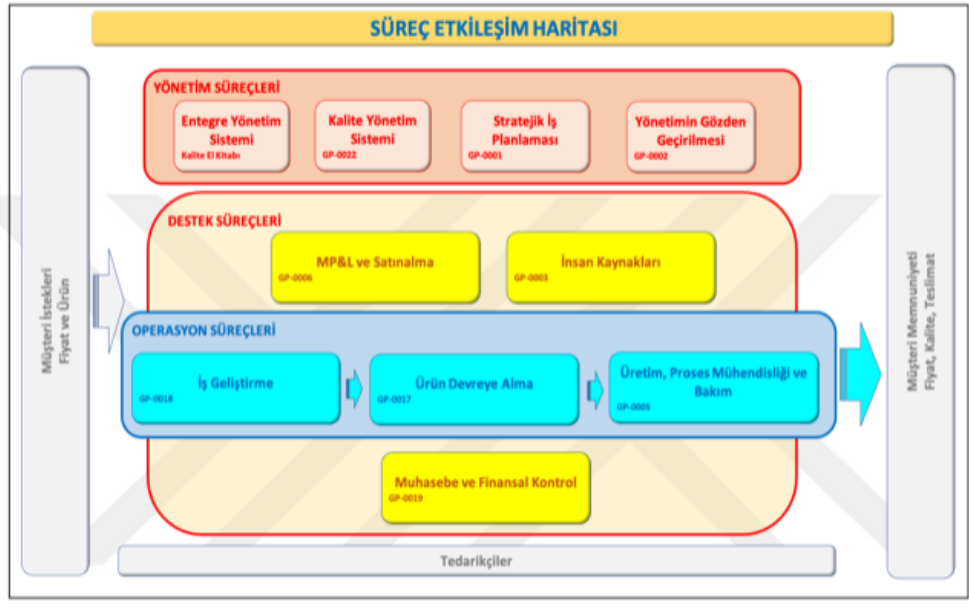 SÜREÇ ETKİLEŞİM HARİTASI
Müşteri İstekleri
Fiyat ve Ürün
YÖNETİM SÜREÇLERİ
Entegre Yönetim
Sistemi
Kalite El Kitabı
Kalite Yönetim
Sistemi
GP-0022
Stratejik İş
Planlaması
GP-0001
Yönetimin Gözden
Geçirilmesi
GP-0002
DESTEK SÜREÇLERİ
MP&L ve Satınalma
GP-0006
İnsan Kaynakları
GP-0003
OPERASYON SÜREÇLERİ
İş Geliştirme
GP-0018
Ürün Devreye Alma
GP-0017
Üretim, Proses Mühendisliği ve
Bakım
GP-0005
Muhasebe ve Finansal Kontrol
GP-0019
Tedarikçiler
Müşteri Memnuniyeti
Fiyat, Kalite, Teslimat